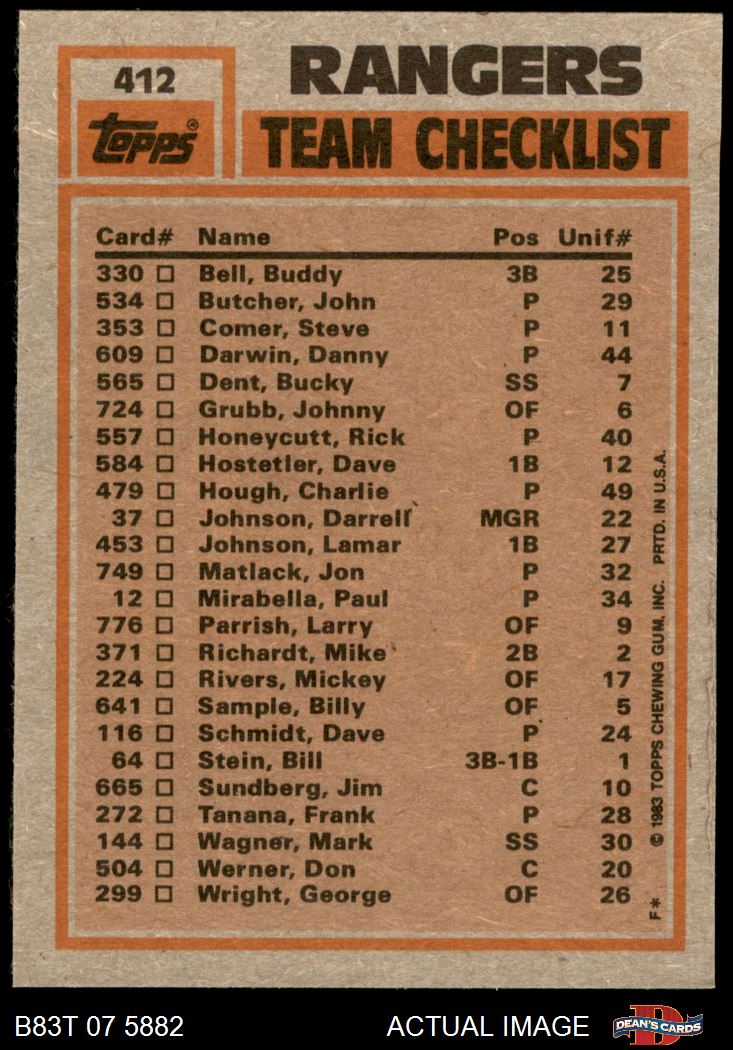 412
RANGERS
Topps®
TEAM CHECKLIST
Card# Name Pos Unif#
330 □ Bell, Buddy 3B 25
534 □ Butcher, John P 29
353 □ Comer, Steve P 11
609 □ Darwin, Danny P 44
565 □ Dent, Bucky SS 7
724 □ Grubb, Johnny OF 6
557 □ Honeycutt, Rick P 40
584 □ Hostetler, Dave 1B 12
479 □ Hough, Charlie P 49
37 □ Johnson, Darrell MGR 22
453 □ Johnson, Lamar 1B 27
749 □ Matlack, Jon P 32
12 □ Mirabella, Paul P 34
776 □ Parrish, Larry OF 9
371 □ Richardt, Mike 2B 2
224 □ Rivers, Mickey OF 17
641 □ Sample, Billy OF 5
116 □ Schmidt, Dave P 24
64 □ Stein, Bill 3B-1B 1
665 □ Sundberg, Jim C 10
272 □ Tanana, Frank P 28
144 □ Wagner, Mark SS 30
504 □ Werner, Don C 20
299 □ Wright, George OF 26
F* © 1983 TOPPS CHEWING GUM, INC. PRTD. IN U.S.A.
B83T 07 5882 ACTUAL IMAGE
D
DEAN'S CARDS